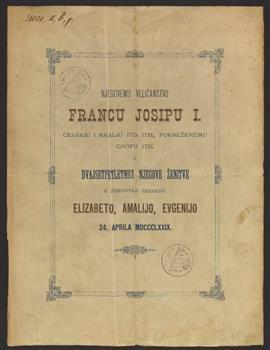 NJEGOVEMU VELIČANSTVU
FRANCU JOSIPU I.
CESARJU I KRALJU ITD. ITD., POKNEŽENEMU
GROFU ITD.
K
DVAJSETPETLETNICI NJEGOVE ŽENITVE
S PRESVITLO CESARICO
ELIZABETO, AMALIJO, EVGENIJO
24. APRILA MDCCCLXXIX.